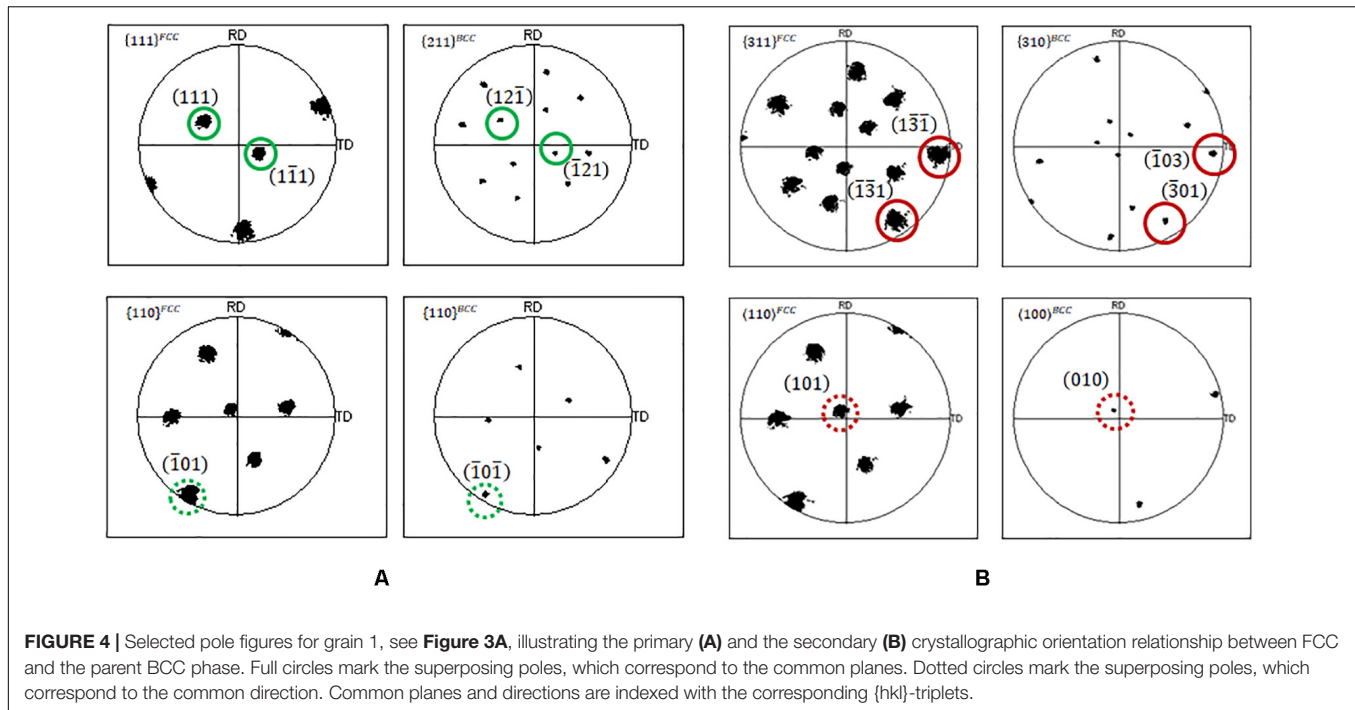 {111}ᶠᶜᶜ
RD
(111)
(11̄1)
{211}ᴮᶜᶜ
RD
(121̄)
TD
(1̄21)
{311}ᶠᶜᶜ
RD
(13̄1̄)
TD
(1̄3̄1)
{310}ᴮᶜᶜ
RD
TD
(1̄03)
(3̄01)
{110}ᶠᶜᶜ
RD
(1̄01)
{110}ᴮᶜᶜ
RD
TD
(1̄01̄)
⟨110⟩ᶠᶜᶜ
RD
(101)
TD
⟨100⟩ᴮᶜᶜ
RD
(010)
TD
A
B
FIGURE 4 | Selected pole figures for grain 1, see Figure 3A, illustrating the primary (A) and the secondary (B) crystallographic orientation relationship between FCC
and the parent BCC phase. Full circles mark the superposing poles, which correspond to the common planes. Dotted circles mark the superposing poles, which
correspond to the common direction. Common planes and directions are indexed with the corresponding {hkl}-triplets.